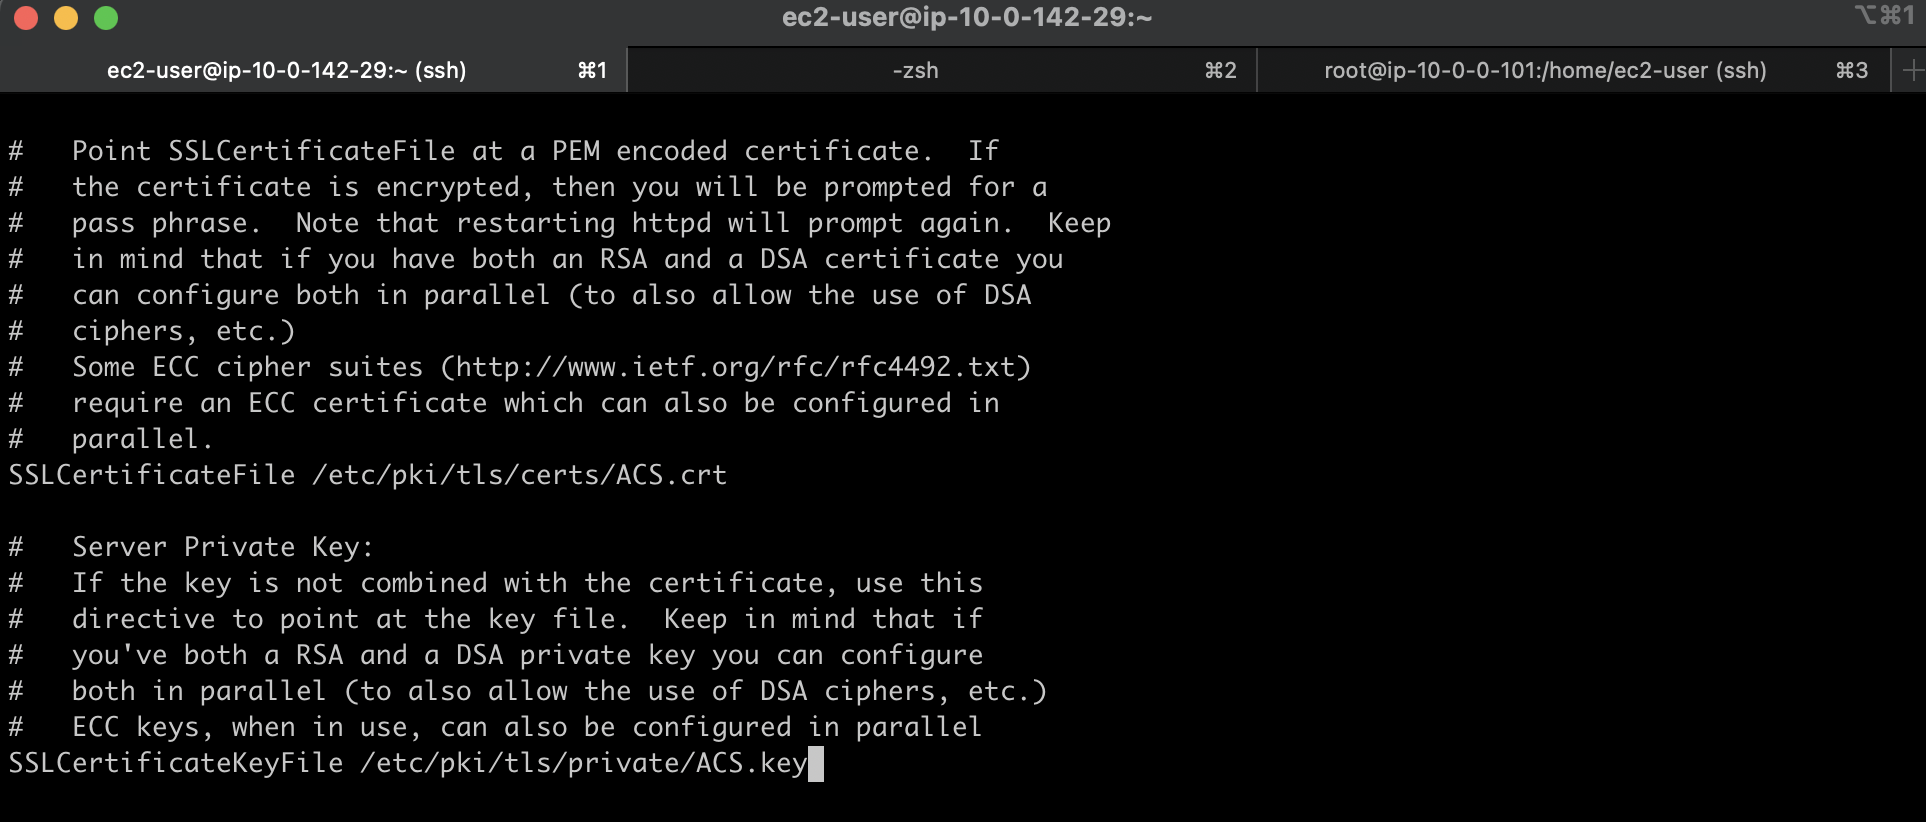 ec2-user@ip-10-0-142-29:~
⌥⌘1
ec2-user@ip-10-0-142-29:~ (ssh) ⌘1
-zsh ⌘2
root@ip-10-0-0-101:/home/ec2-user (ssh) ⌘3
#   Point SSLCertificateFile at a PEM encoded certificate.  If
#   the certificate is encrypted, then you will be prompted for a
#   pass phrase.  Note that restarting httpd will prompt again.  Keep
#   in mind that if you have both an RSA and a DSA certificate you
#   can configure both in parallel (to also allow the use of DSA
#   ciphers, etc.)
#   Some ECC cipher suites (http://www.ietf.org/rfc/rfc4492.txt)
#   require an ECC certificate which can also be configured in
#   parallel.
SSLCertificateFile /etc/pki/tls/certs/ACS.crt
#   Server Private Key:
#   If the key is not combined with the certificate, use this
#   directive to point at the key file.  Keep in mind that if
#   you've both a RSA and a DSA private key you can configure
#   both in parallel (to also allow the use of DSA ciphers, etc.)
#   ECC keys, when in use, can also be configured in parallel
SSLCertificateKeyFile /etc/pki/tls/private/ACS.key